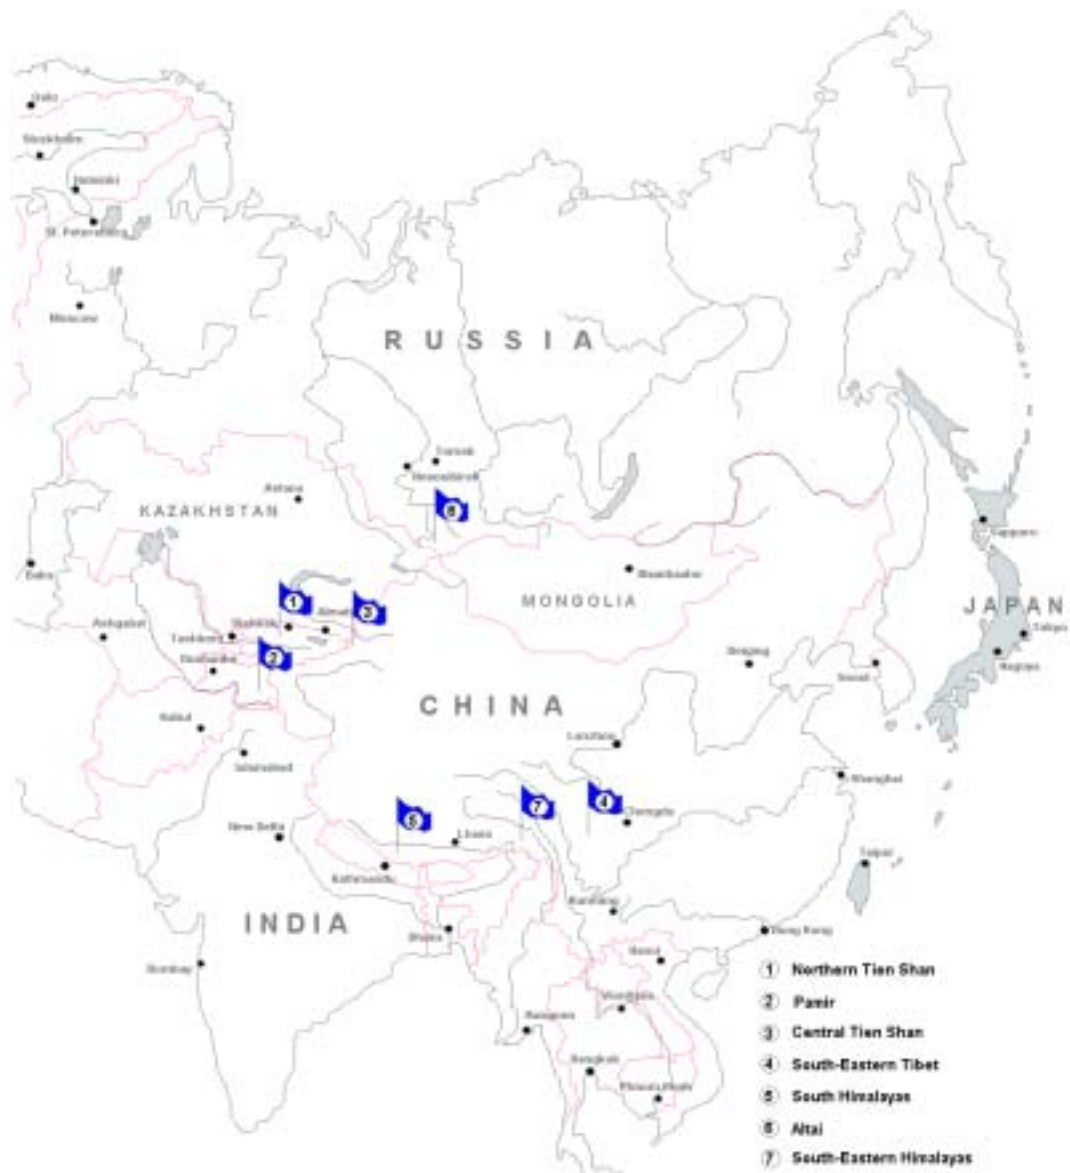 Oslo
Stockholm
Helsinki
St. Petersburg
Moscow
RUSSIA
Tomsk
Novosibirsk
Astana
KAZAKHSTAN
6
Sapporo
Baku
Ulaanbaatar
1
3
MONGOLIA
JAPAN
Ashgabat
Tashkent
Bishkek
Almaty
Tokyo
2
Dushanbe
Beijing
Seoul
Nagoya
CHINA
Kabul
Lanzhou
Islamabad
Shanghai
5
7
4
Chengdu
New Delhi
Lhasa
Taipei
Kathmandu
Kunming
INDIA
Dhaka
Hong Kong
Hanoi
Bombay
1 Northern Tien Shan
Vientiane
2 Pamir
Rangoon
3 Central Tien Shan
Bangkok
4 South-Eastern Tibet
Phnom Penh
5 South Himalayas
6 Altai
7 South-Eastern Himalayas